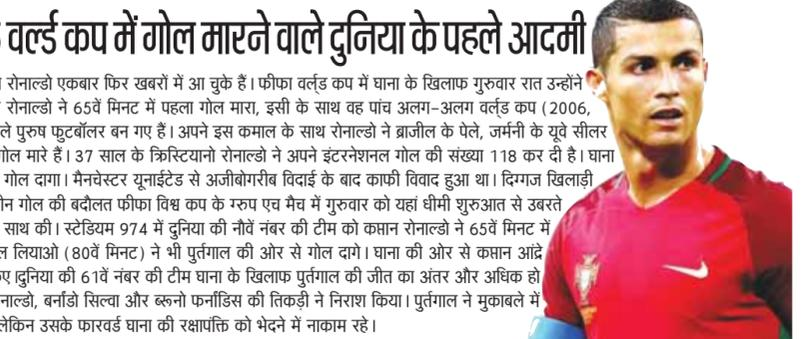 वर्ल्ड कप में गोल मारने वाले दुनिया के पहले आदमी
रोनाल्डो एकबार फिर खबरों में आ चुके हैं। फीफा वर्ल्ड कप में घाना के खिलाफ गुरुवार रात उन्होंने
रोनाल्डो ने 65वें मिनट में पहला गोल मारा, इसी के साथ वह पांच अलग-अलग वर्ल्ड कप (2006,
ले पुरुष फुटबॉलर बन गए हैं। अपने इस कमाल के साथ रोनाल्डो ने ब्राजील के पेले, जर्मनी के यूवे सीलर
गोल मारे हैं। 37 साल के क्रिस्टियानो रोनाल्डो ने अपने इंटरनेशनल गोल की संख्या 118 कर दी है। घाना
गोल दागा। मैनचेस्टर यूनाईटेड से अजीबोगरीब विदाई के बाद काफी विवाद हुआ था। दिग्गज खिलाड़ी
ीन गोल की बदौलत फीफा विश्व कप के ग्रुप एच मैच में गुरुवार को यहां धीमी शुरुआत से उबरते
साथ की। स्टेडियम 974 में दुनिया की नौवें नंबर की टीम को कप्तान रोनाल्डो ने 65वें मिनट में
ल लियाओ (80वें मिनट) ने भी पुर्तगाल की ओर से गोल दागे। घाना की ओर से कप्तान आंद्रे
िए।दुनिया की 61वें नंबर की टीम घाना के खिलाफ पुर्तगाल की जीत का अंतर और अधिक हो
नाल्डो, बर्नांडो सिल्वा और ब्रूनो फर्नांडिस की तिकड़ी ने निराश किया। पुर्तगाल ने मुकाबले में
लेकिन उसके फारवर्ड घाना की रक्षापंक्ति को भेदने में नाकाम रहे।